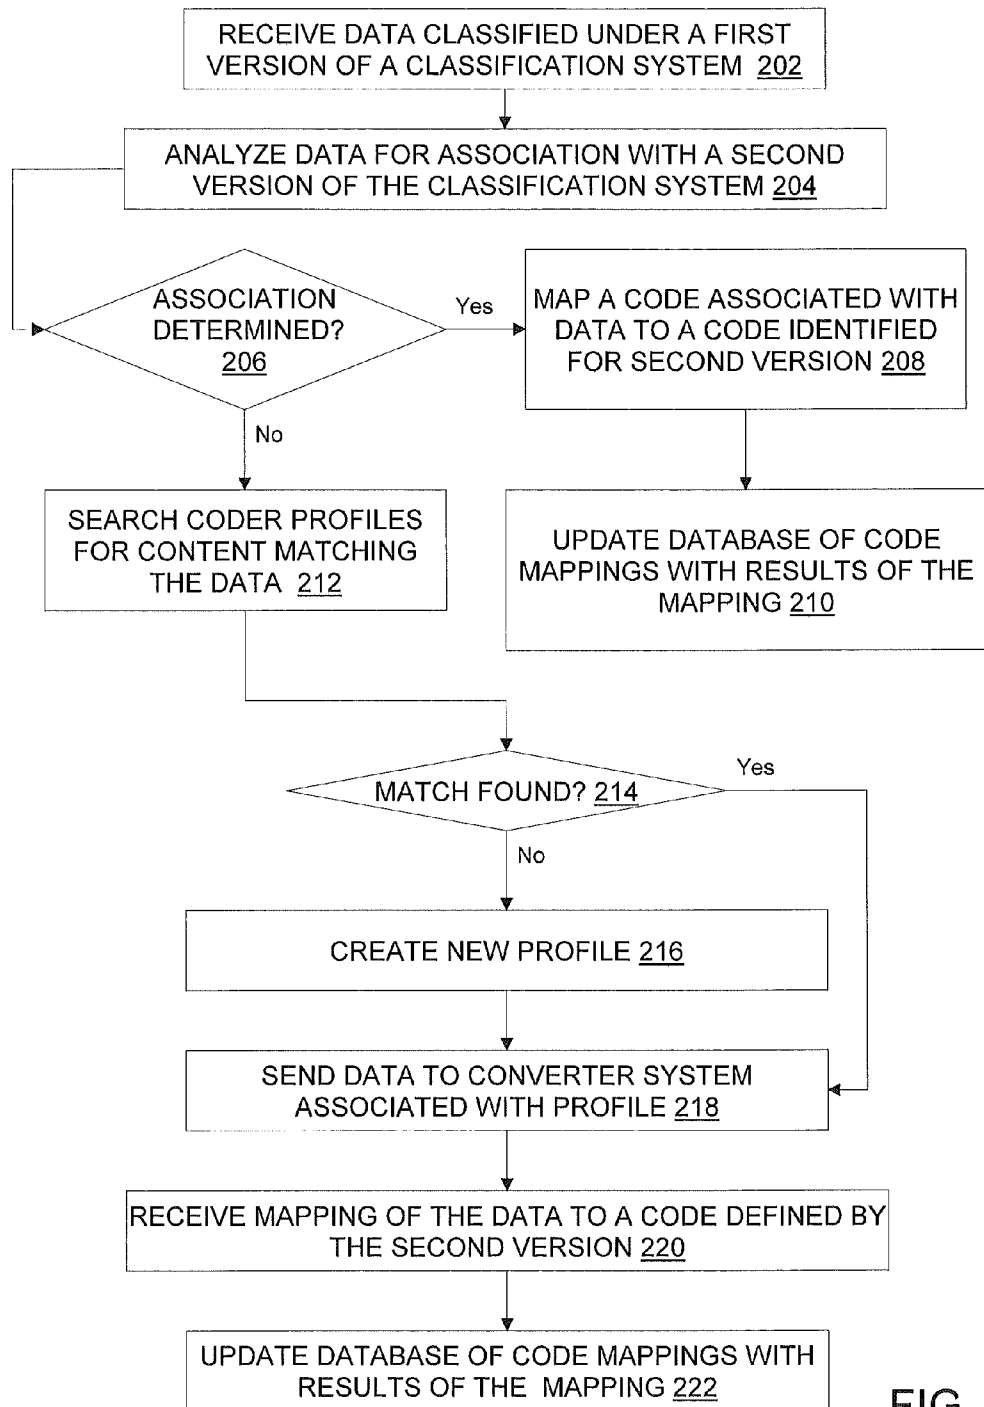 RECEIVE DATA CLASSIFIED UNDER A FIRST
VERSION OF A CLASSIFICATION SYSTEM 202
ANALYZE DATA FOR ASSOCIATION WITH A SECOND
VERSION OF THE CLASSIFICATION SYSTEM 204
ASSOCIATION
DETERMINED?
206
Yes
MAP A CODE ASSOCIATED WITH
DATA TO A CODE IDENTIFIED
FOR SECOND VERSION 208
No
SEARCH CODER PROFILES
FOR CONTENT MATCHING
THE DATA 212
UPDATE DATABASE OF CODE
MAPPINGS WITH RESULTS OF THE
MAPPING 210
MATCH FOUND? 214
Yes
No
CREATE NEW PROFILE 216
SEND DATA TO CONVERTER SYSTEM
ASSOCIATED WITH PROFILE 218
RECEIVE MAPPING OF THE DATA TO A CODE DEFINED BY
THE SECOND VERSION 220
UPDATE DATABASE OF CODE MAPPINGS WITH
RESULTS OF THE MAPPING 222
FIG